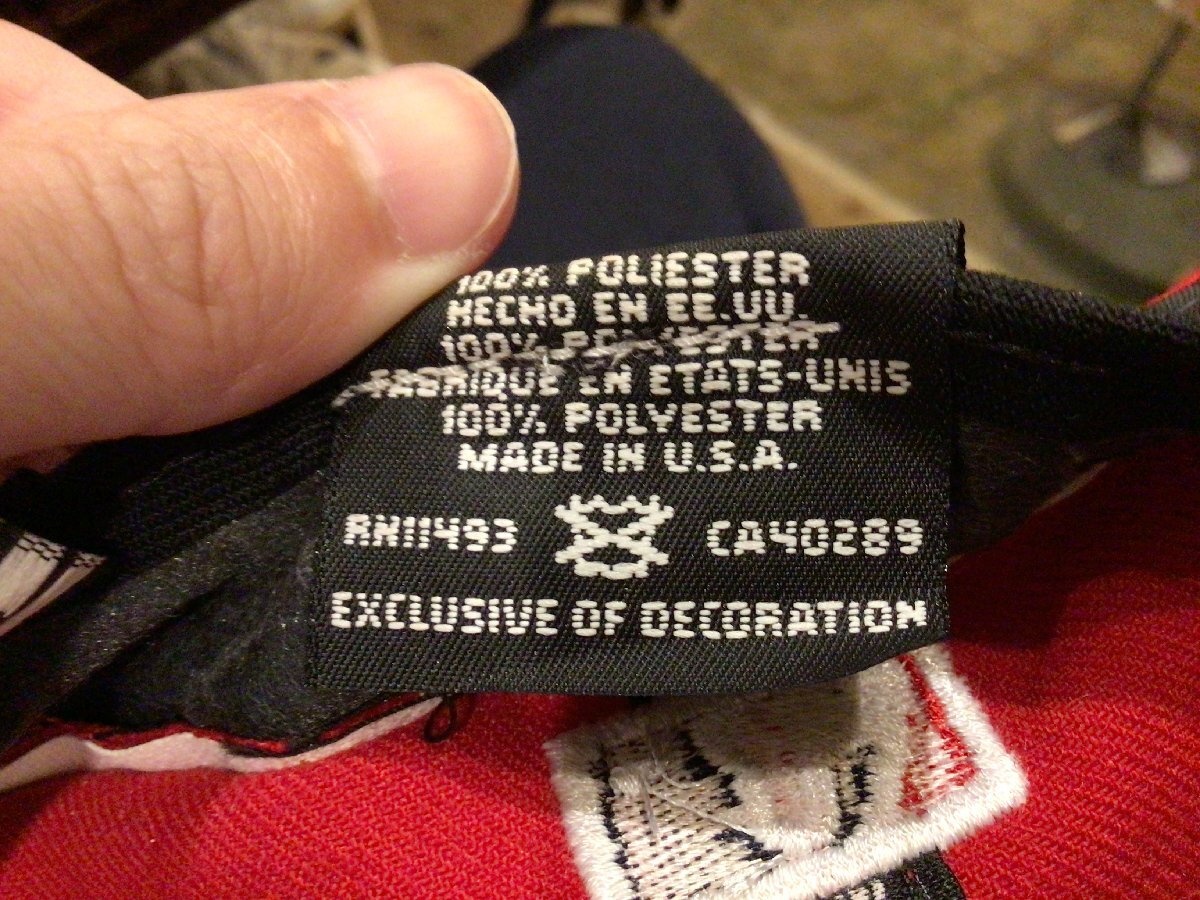 100% POLIESTER
HECHO EN EE.UU.
100% POLYESTER
FABRIQUE EN ETATS-UNIS
100% POLYESTER
MADE IN U.S.A.
RN11493 CA40289
EXCLUSIVE OF DECORATION